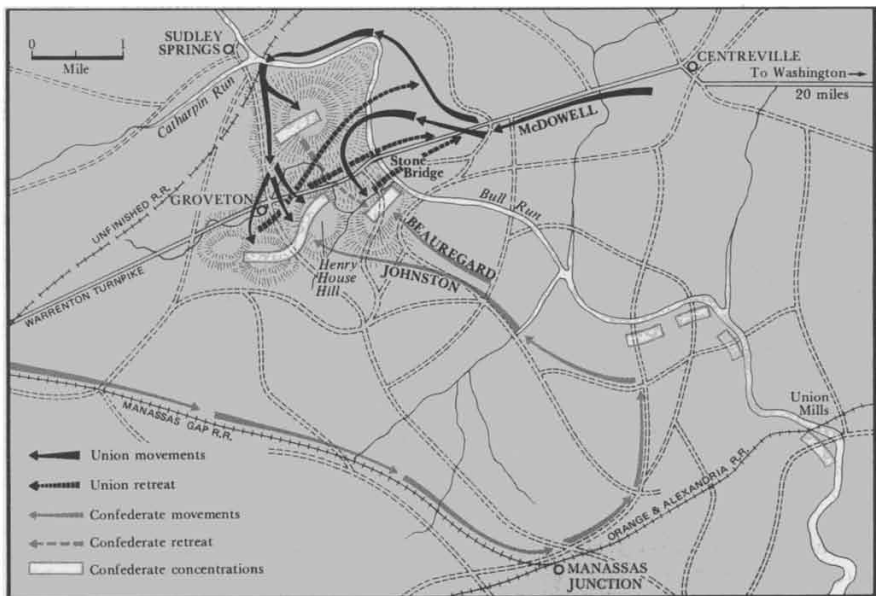 0
1
Mile
SUDLEY
SPRINGS
Catharpin Run
CENTREVILLE
To Washington
20 miles
McDOWELL
Stone
Bridge
UNFINISHED R.R.
GROVETON
Bull Run
BEAUREGARD
JOHNSTON
Henry
House
Hill
WARRENTON TURNPIKE
MANASSAS GAP R.R.
Union
Mills
ORANGE & ALEXANDRIA R.R.
MANASSAS
JUNCTION
Union movements
Union retreat
Confederate movements
Confederate retreat
Confederate concentrations